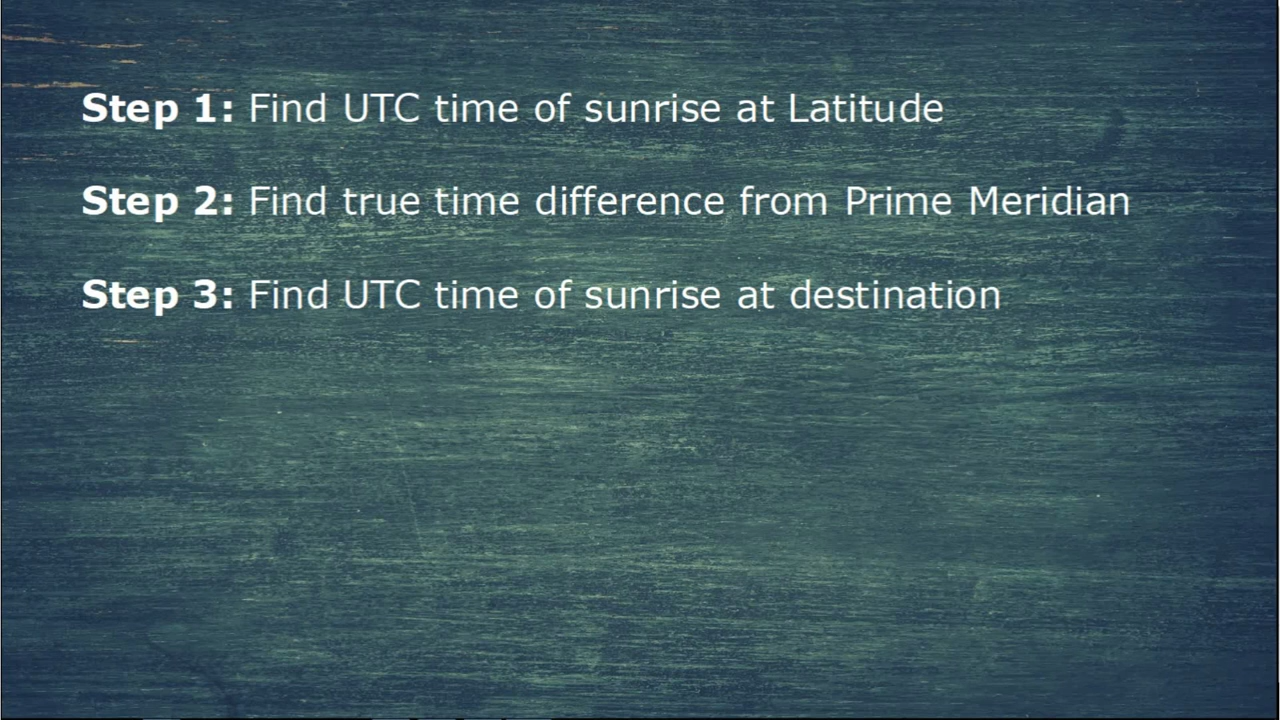 Step 1: Find UTC time of sunrise at Latitude
Step 2: Find true time difference from Prime Meridian
Step 3: Find UTC time of sunrise at destination